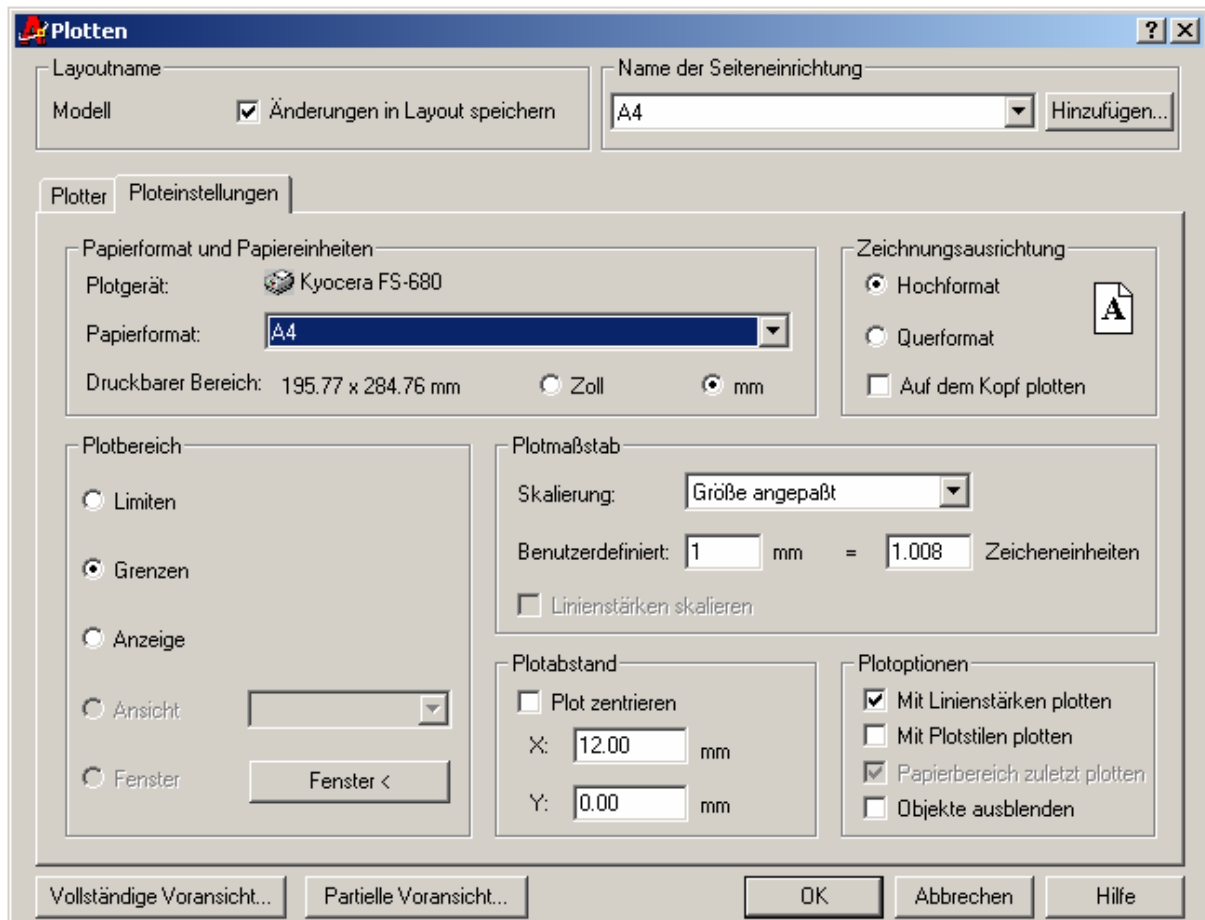 Plotten
Layoutname
Modell
Änderungen in Layout speichern
Name der Seiteneinrichtung
A4
Hinzufügen...
Plotter
Ploteinstellungen
Papierformat und Papiereinheiten
Plotgerät:
Kyocera FS-680
Papierformat:
A4
Druckbarer Bereich:
195.77 x 284.76 mm
Zoll
mm
Zeichnungsausrichtung
Hochformat
A
Querformat
Auf dem Kopf plotten
Plotbereich
Limiten
Grenzen
Anzeige
Ansicht
Fenster
Fenster <
Plotmaßstab
Skalierung:
Größe angepaßt
Benutzerdefiniert:
1
mm
=
1.008
Zeicheneinheiten
Linienstärken skalieren
Plotabstand
Plot zentrieren
X:
12.00
mm
Y:
0.00
mm
Plotoptionen
Mit Linienstärken plotten
Mit Plotstilen plotten
Papierbereich zuletzt plotten
Objekte ausblenden
Vollständige Voransicht...
Partielle Voransicht...
OK
Abbrechen
Hilfe